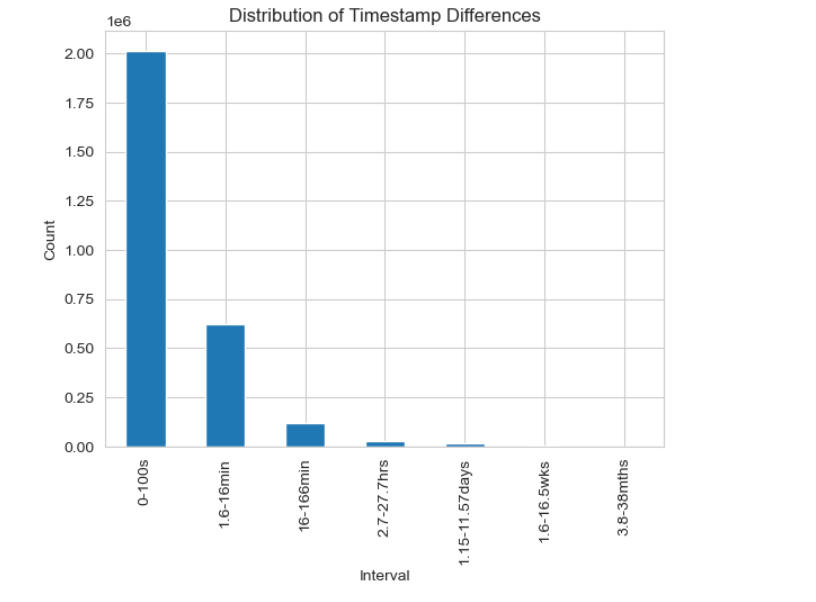 Distribution of Timestamp Differences
1e6
2.00
1.75
1.50
1.25
1.00
0.75
0.50
0.25
0.00
Count
0-100s
1.6-16min
16-166min
2.7-27.7hrs
1.15-11.57days
1.6-16.5wks
3.8-38mths
Interval